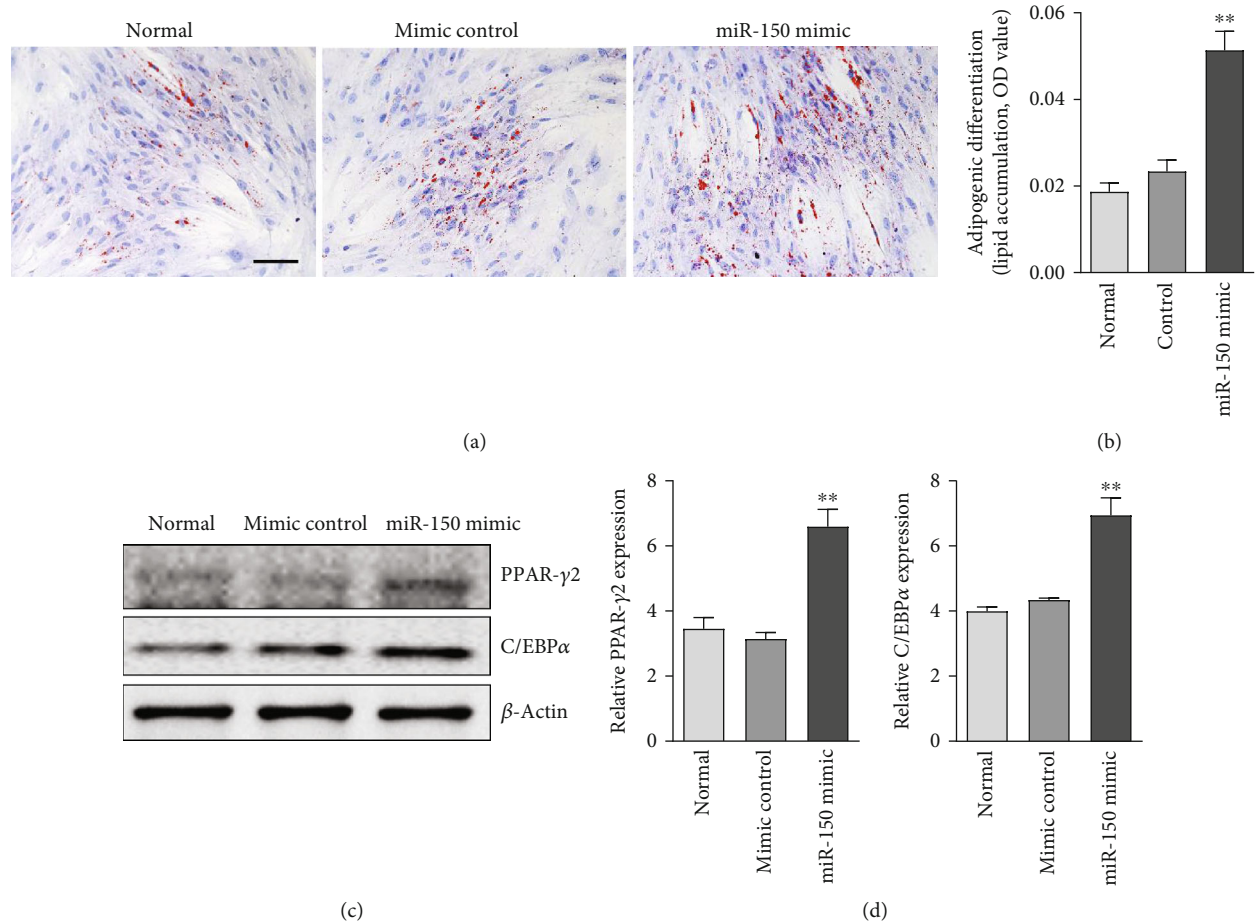 Normal
Mimic control
miR-150 mimic
(a)
Adipogenic differentiation
(lipid accumulation, OD value)
0.06
0.04
0.02
0.00
**
Normal
Control
miR-150 mimic
(b)
Normal
Mimic control
miR-150 mimic
PPAR-γ2
C/EBPα
β-Actin
(c)
Relative PPAR-γ2 expression
8
6
4
2
0
**
Normal
Mimic control
miR-150 mimic
Relative C/EBPα expression
8
6
4
2
0
**
Normal
Mimic control
miR-150 mimic
(d)